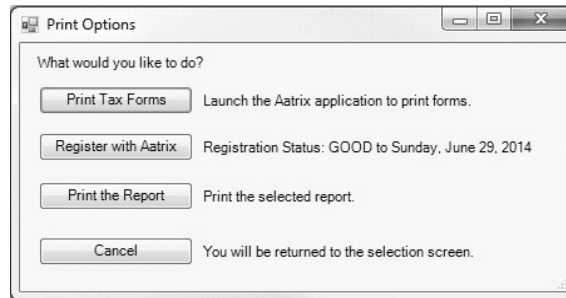 Print Options
What would you like to do?
Print Tax Forms Launch the Aatrix application to print forms.
Register with Aatrix Registration Status: GOOD to Sunday, June 29, 2014
Print the Report Print the selected report.
Cancel You will be returned to the selection screen.